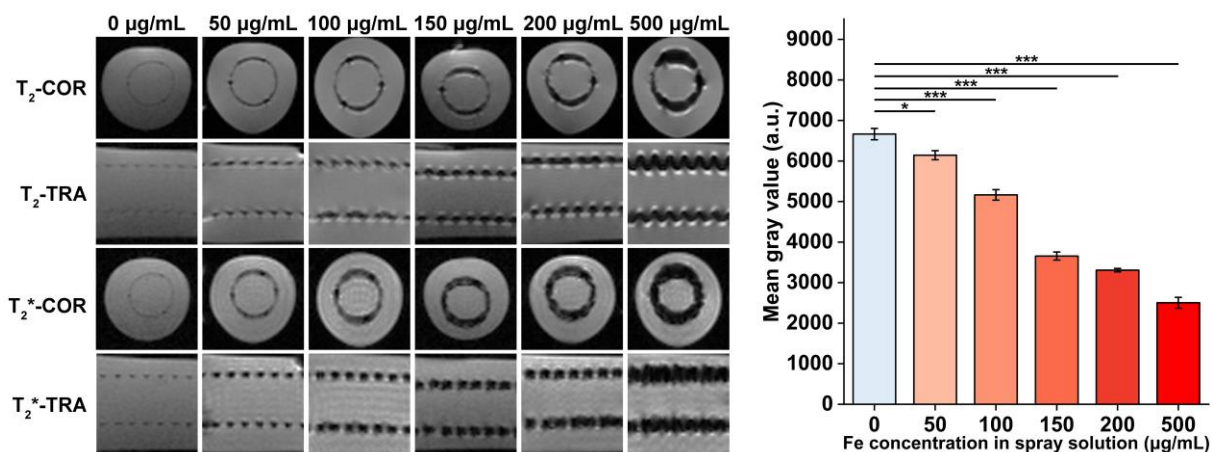 0 µg/mL 50 µg/mL 100 µg/mL 150 µg/mL 200 µg/mL 500 µg/mL
T₂-COR
T₂-TRA
T₂*-COR
T₂*-TRA
Mean gray value (a.u.)
9000
8000
7000
6000
5000
4000
3000
2000
1000
0
***
***
***
***
*
0 50 100 150 200 500
Fe concentration in spray solution (µg/mL)